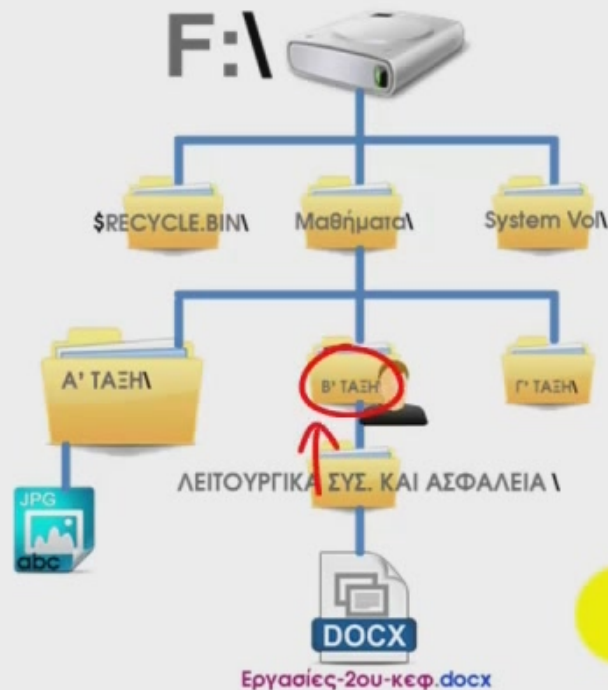 F:\
$RECYCLE.BIN\ Μαθήματα\ System Vol\
Α' ΤΑΞΗ\ Β' ΤΑΞΗ Γ' ΤΑΞΗ\
ΛΕΙΤΟΥΡΓΙΚΑ ΣΥΣ. ΚΑΙ ΑΣΦΑΛΕΙΑ \
JPG
abc
DOCX
Εργασίες-2ου-κεφ.docx